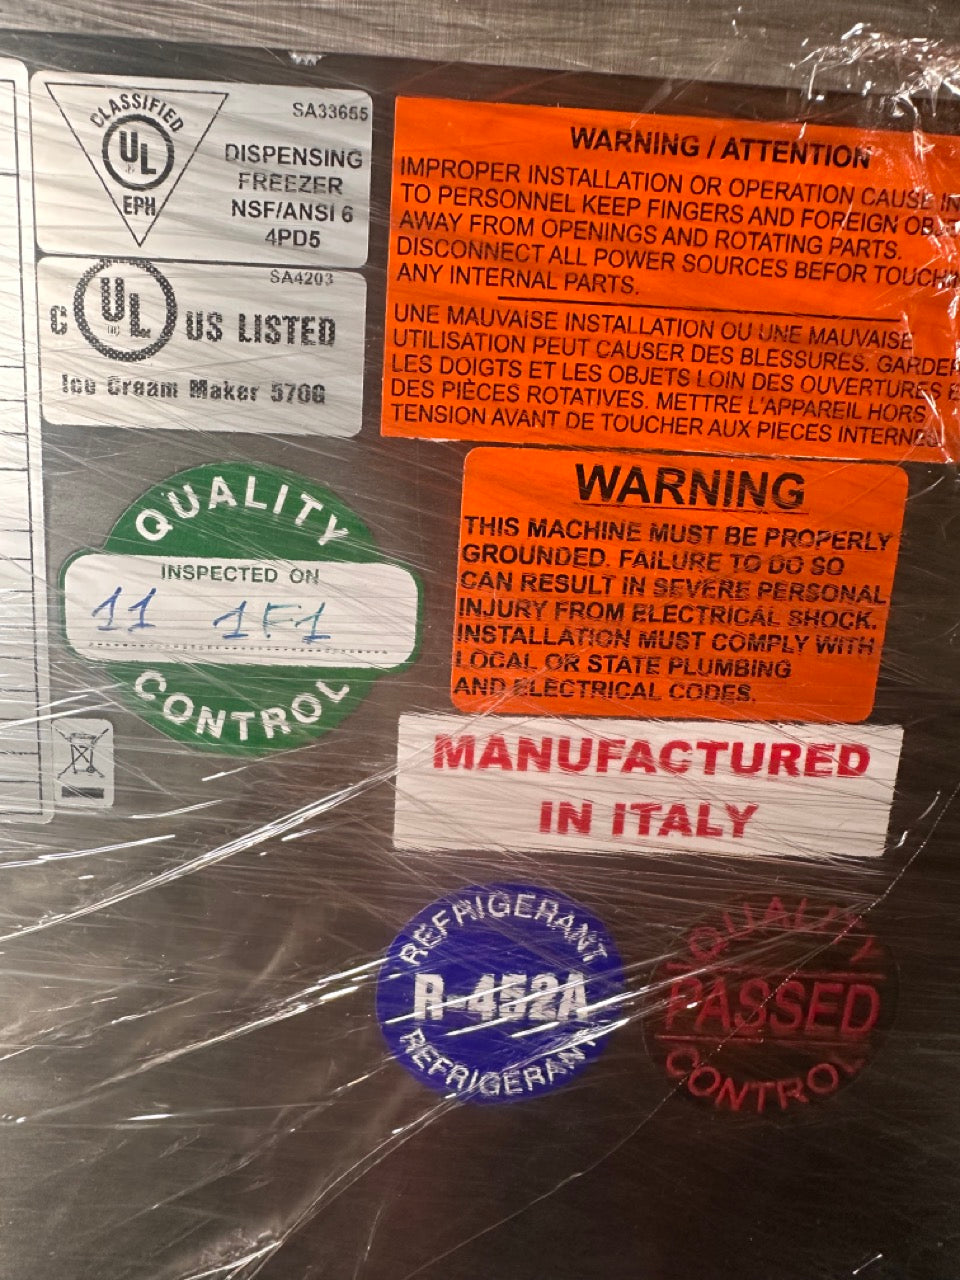 CLASSIFIED
UL
EPH
SA33655
DISPENSING
FREEZER
NSF/ANSI 6
4PD5
SA4203
C UL US LISTED
Ice Cream Maker 570G
WARNING / ATTENTION
IMPROPER INSTALLATION OR OPERATION CAUSE
TO PERSONNEL KEEP FINGERS AND FOREIGN
AWAY FROM OPENINGS AND ROTATING PARTS.
DISCONNECT ALL POWER SOURCES BEFOR
ANY INTERNAL PARTS.
UNE MAUVAISE INSTALLATION OU UNE MAUVAISE
UTILISATION PEUT CAUSER DES BLESSURES. GARDER
LES DOIGTS ET LES OBJETS LOIN DES OUVERTURES
DES PIÈCES ROTATIVES. METTRE L'APPAREIL HORS
TENSION AVANT DE TOUCHER AUX PIECES INTERNES.
QUALITY
INSPECTED ON
11 1F1
CONTROL
WARNING
THIS MACHINE MUST BE PROPERLY
GROUNDED. FAILURE TO DO SO
CAN RESULT IN SEVERE PERSONAL
INJURY FROM ELECTRICAL SHOCK.
INSTALLATION MUST COMPLY WITH
LOCAL OR STATE PLUMBING
AND ELECTRICAL CODES.
MANUFACTURED
IN ITALY
REFRIGERANT
R-452A
REFRIGERANT
QUALITY
PASSED
CONTROL